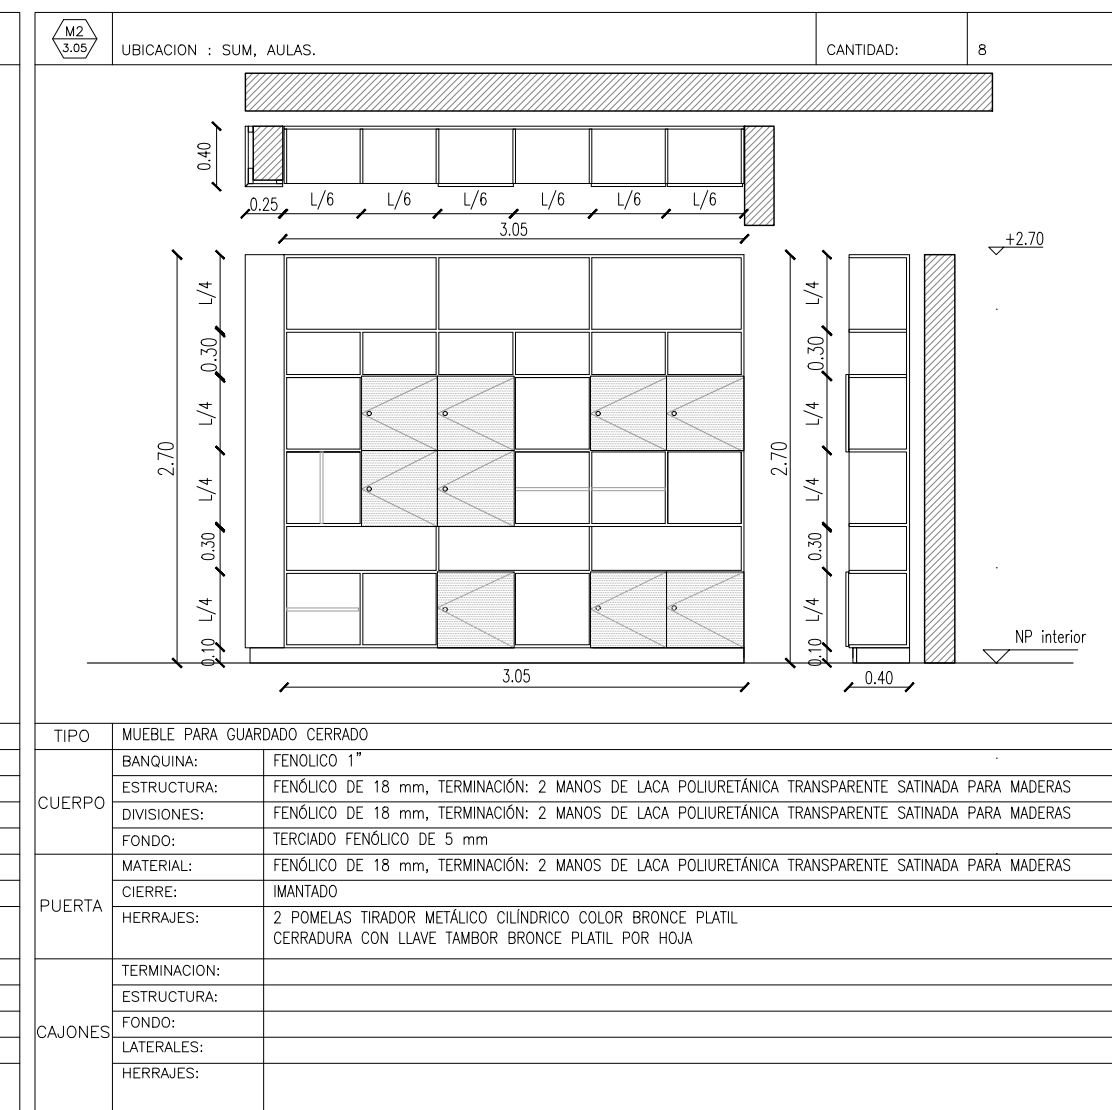 M2
3.05
UBICACION : SUM, AULAS.
CANTIDAD:
8
0.40
0.25
L/6
L/6
L/6
L/6
L/6
L/6
3.05
+2.70
L/4
0.30
L/4
L/4
0.30
L/4
0.10
2.70
2.70
L/4
0.30
L/4
L/4
0.30
L/4
0.10
NP interior
3.05
0.40
TIPO
MUEBLE PARA GUARDADO CERRADO
CUERPO
BANQUINA:
FENOLICO 1"
ESTRUCTURA:
FENÓLICO DE 18 mm, TERMINACIÓN: 2 MANOS DE LACA POLIURETÁNICA TRANSPARENTE SATINADA PARA MADERAS
DIVISIONES:
FENÓLICO DE 18 mm, TERMINACIÓN: 2 MANOS DE LACA POLIURETÁNICA TRANSPARENTE SATINADA PARA MADERAS
FONDO:
TERCIADO FENÓLICO DE 5 mm
PUERTA
MATERIAL:
FENÓLICO DE 18 mm, TERMINACIÓN: 2 MANOS DE LACA POLIURETÁNICA TRANSPARENTE SATINADA PARA MADERAS
CIERRE:
IMANTADO
HERRAJES:
2 POMELAS TIRADOR METÁLICO CILÍNDRICO COLOR BRONCE PLATIL
CERRADURA CON LLAVE TAMBOR BRONCE PLATIL POR HOJA
CAJONES
TERMINACION:
ESTRUCTURA:
FONDO:
LATERALES:
HERRAJES: